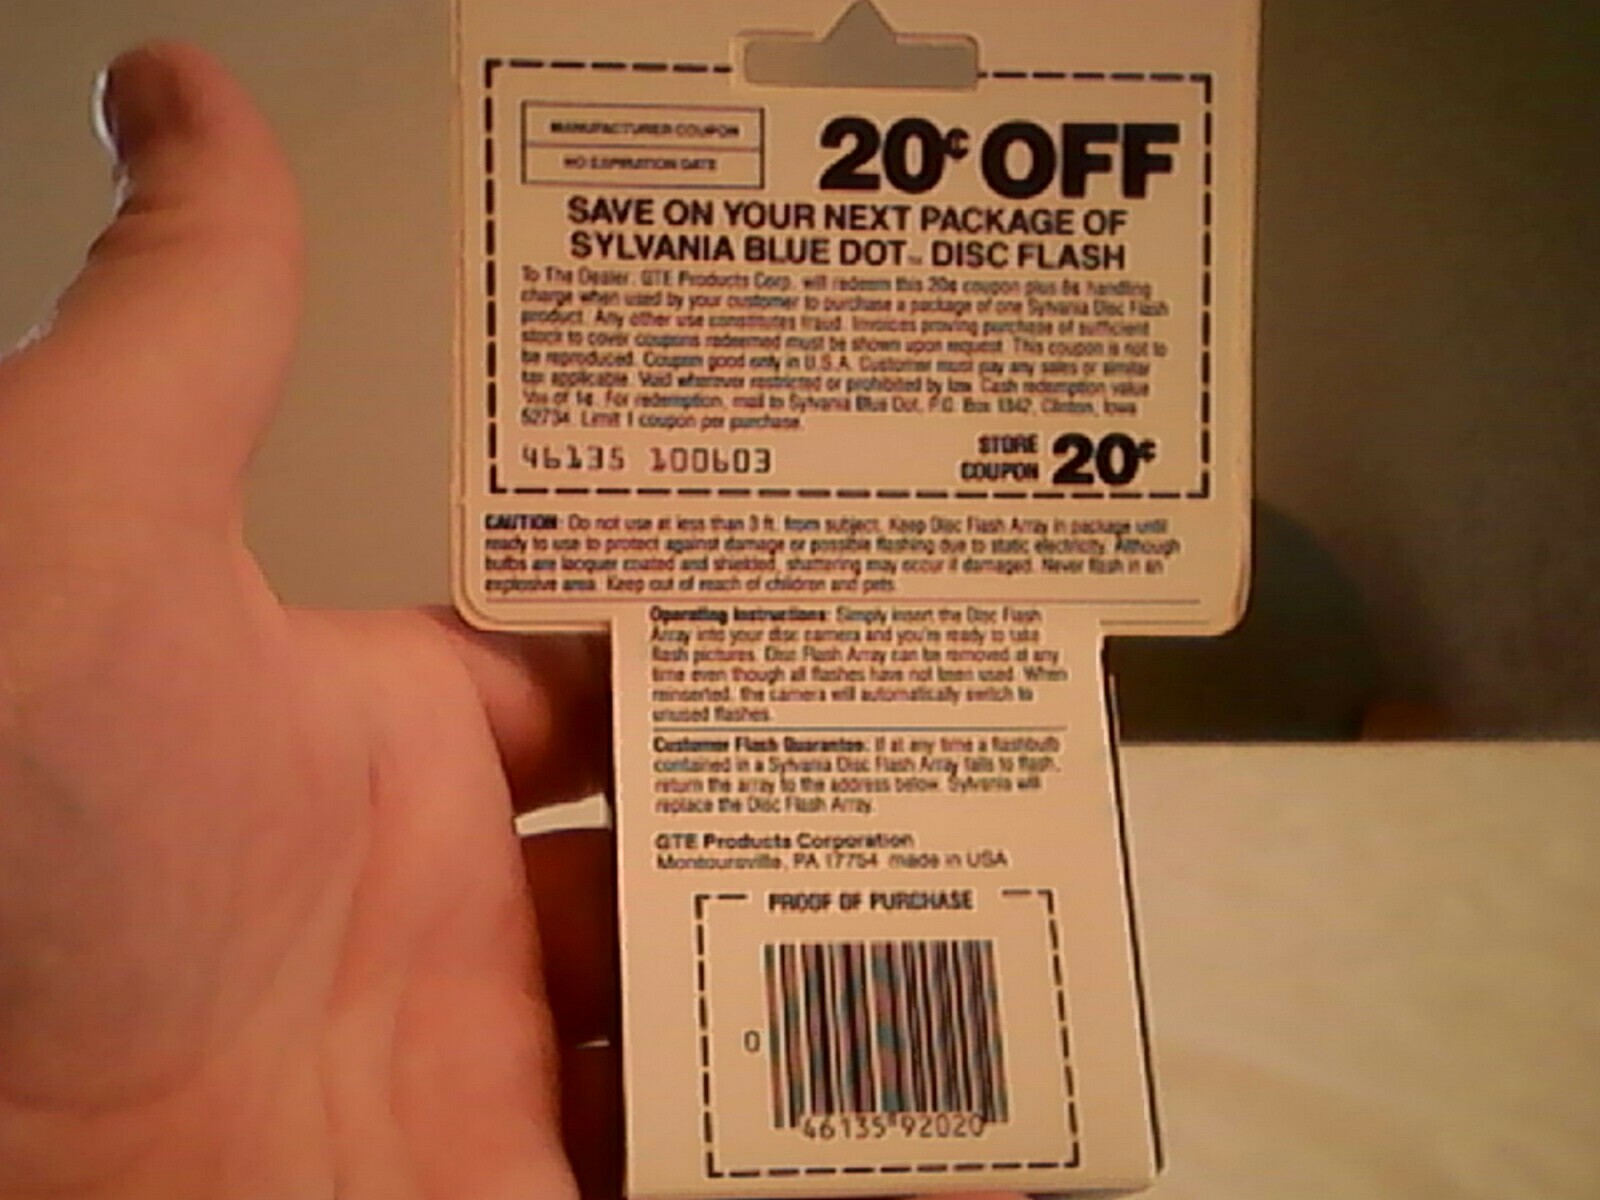 MANUFACTURER COUPON
NO EXPIRATION DATE
20¢ OFF
SAVE ON YOUR NEXT PACKAGE OF
SYLVANIA BLUE DOT™ DISC FLASH
To The Dealer: GTE Products Corp. will redeem this 20¢ coupon plus 8¢ handling
charge when used by your customer to purchase a package of one Sylvania Disc Flash
product. Any other use constitutes fraud. Invoices proving purchase of sufficient
stock to cover coupons redeemed must be shown upon request. This coupon is not to
be reproduced. Coupon good only in U.S.A. Customer must pay any sales or similar
tax applicable. Void wherever restricted or prohibited by law. Cash redemption value
of 1¢. For redemption, mail to Sylvania Blue Dot, P.O. Box 1342, Clinton, Iowa
52734. Limit 1 coupon per purchase.
46135 100603
STORE
COUPON 20¢
CAUTION: Do not use at less than 3 ft. from subject. Keep Disc Flash Array in package until
ready to use to protect against damage or possible flashing due to static electricity. Although
bulbs are lacquer coated and shielded, shattering may occur if damaged. Never flash in an
explosive area. Keep out of reach of children and pets.
Operating Instructions: Simply insert the Disc Flash
Array into your disc camera and you're ready to take
flash pictures. Disc Flash Array can be removed at any
time even though all flashes have not been used. When
reinserted, the camera will automatically switch to
unused flashes.
Customer Flash Guarantee: If at any time a flashbulb
contained in a Sylvania Disc Flash Array fails to flash,
return the array to the address below. Sylvania will
replace the Disc Flash Array.
GTE Products Corporation
Montoursville, PA 17754 made in USA
PROOF OF PURCHASE
0
46135 92020